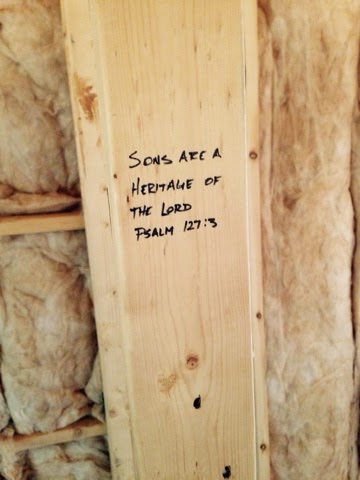 SONS ARE A
HERITAGE OF
THE LORD
PSALM 127:3